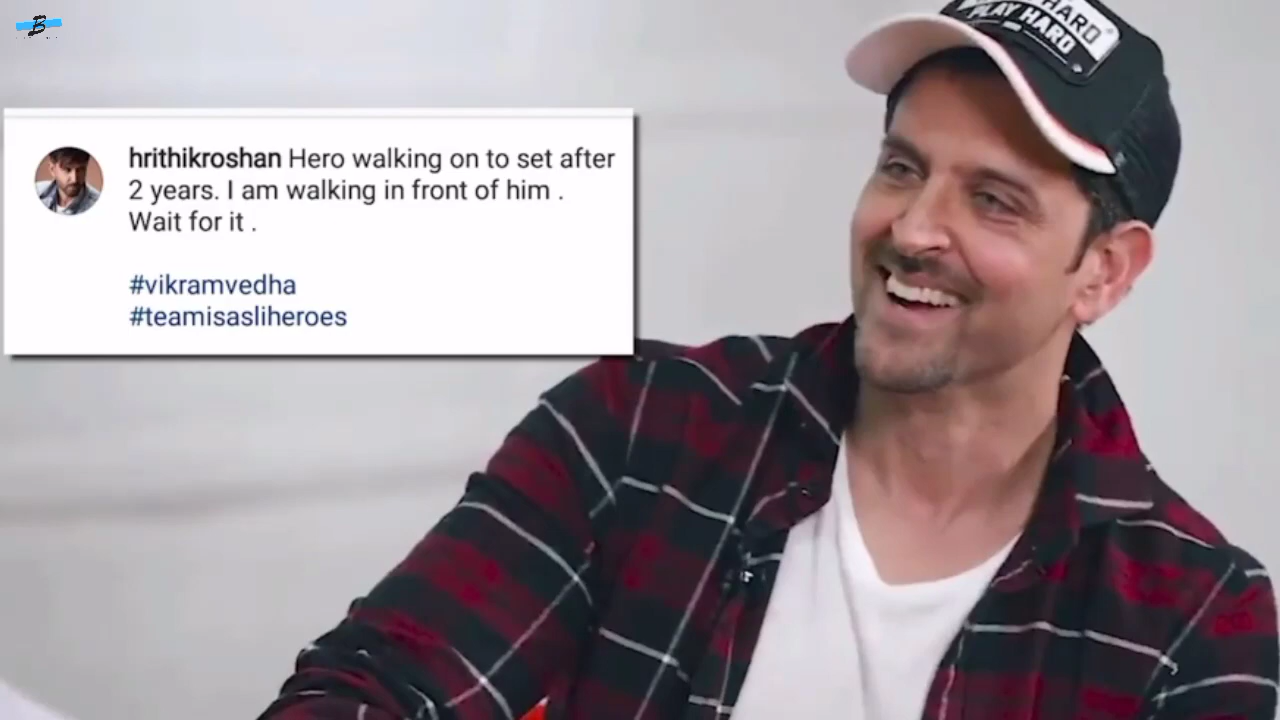 B
HARD
PLAY HARD
hrithikroshan Hero walking on to set after
2 years. I am walking in front of him .
Wait for it .
#vikramvedha
#teamisasliheroes